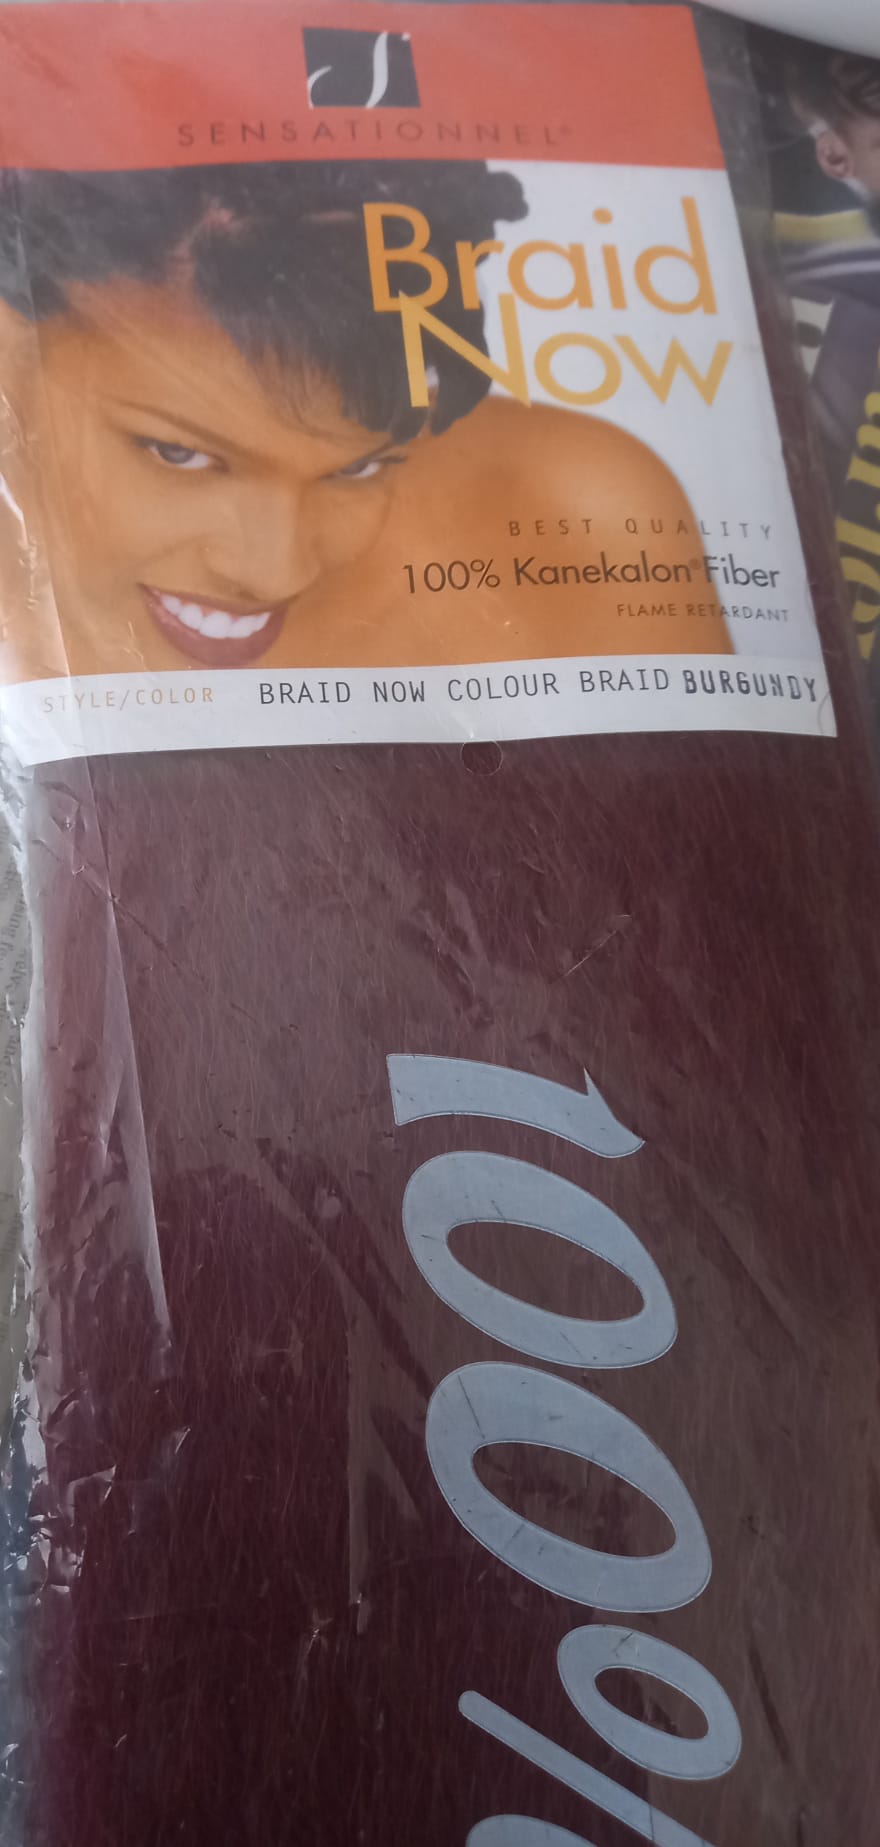 SENSATIONNEL®
Braid
Now
BEST QUALITY
100% Kanekalon® Fiber
FLAME RETARDANT
STYLE/COLOR BRAID NOW COLOUR BRAID BURGUNDY
100%